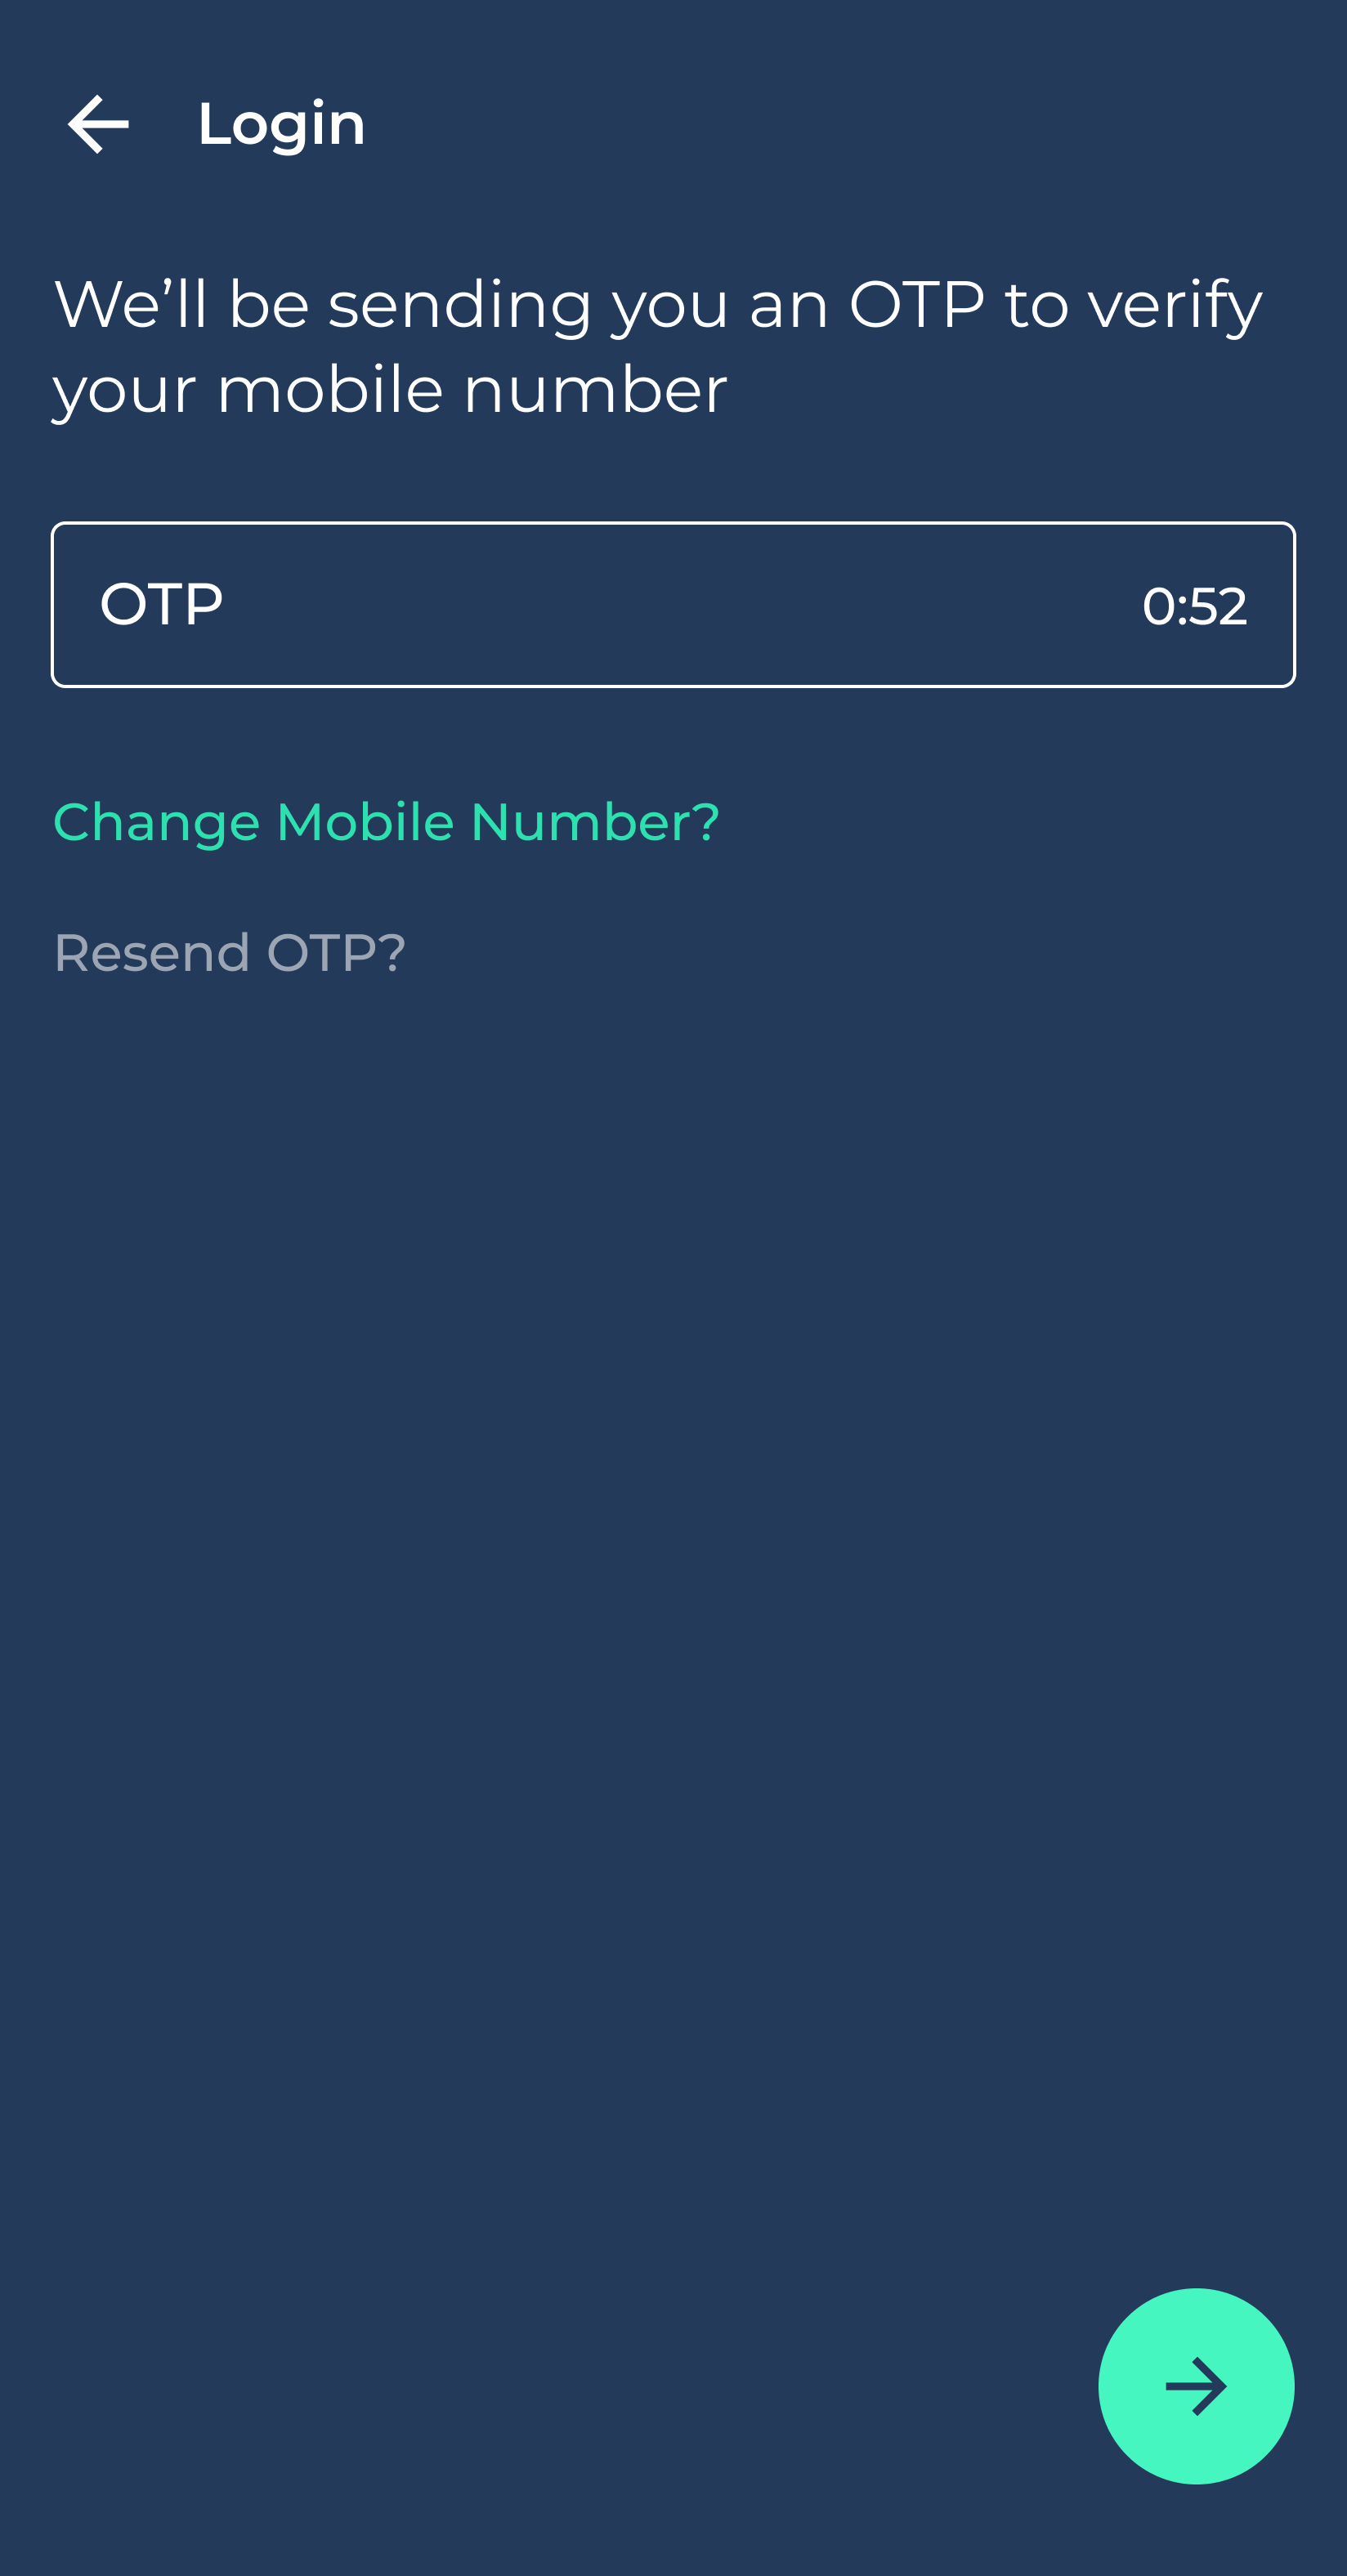 Login
We’ll be sending you an OTP to verify
your mobile number
OTP 0:52
Change Mobile Number?
Resend OTP?